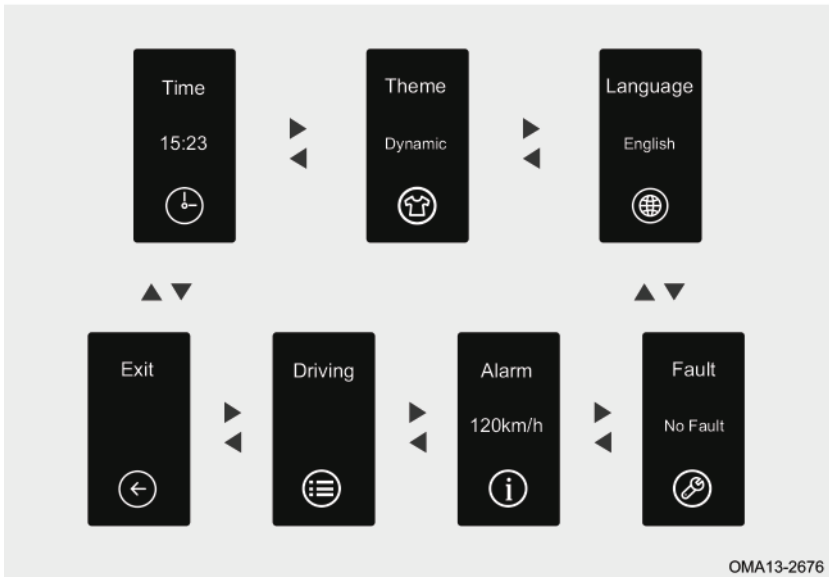 Time
15:23
Theme
Dynamic
Language
English
Exit
Driving
Alarm
120km/h
i
Fault
No Fault
OMA13-2676